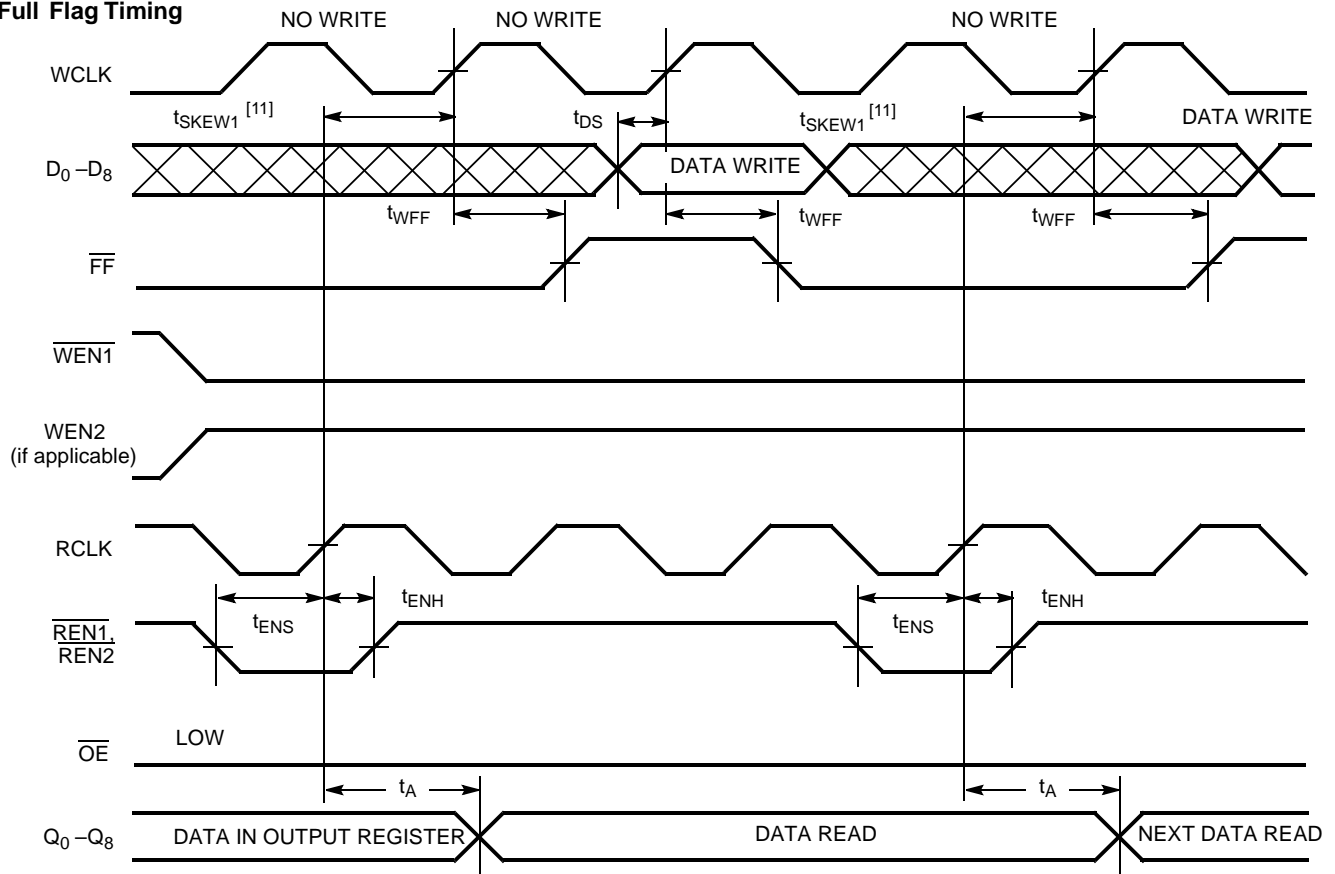 Full Flag Timing
NO WRITE
NO WRITE
NO WRITE
WCLK
tSKEW1 [11]
tDS
tSKEW1 [11]
DATA WRITE
D0 –D8
DATA WRITE
tWFF
tWFF
tWFF
FF
WEN1
WEN2
(if applicable)
RCLK
tENS
tENH
tENS
tENH
REN1,
REN2
LOW
OE
tA
tA
Q0 –Q8
DATA IN OUTPUT REGISTER
DATA READ
NEXT DATA READ